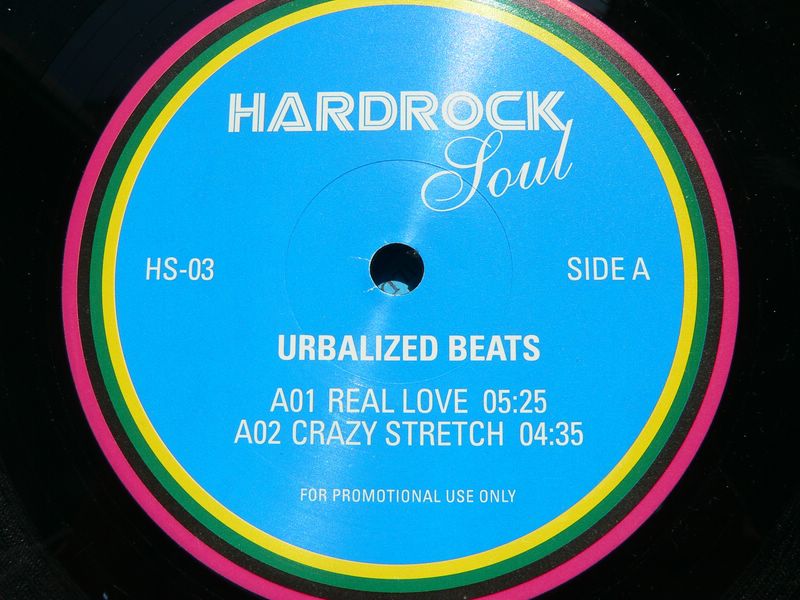 HARDROCK
Soul
HS-03
SIDE A
URBALIZED BEATS
A01 REAL LOVE 05:25
A02 CRAZY STRETCH 04:35
FOR PROMOTIONAL USE ONLY